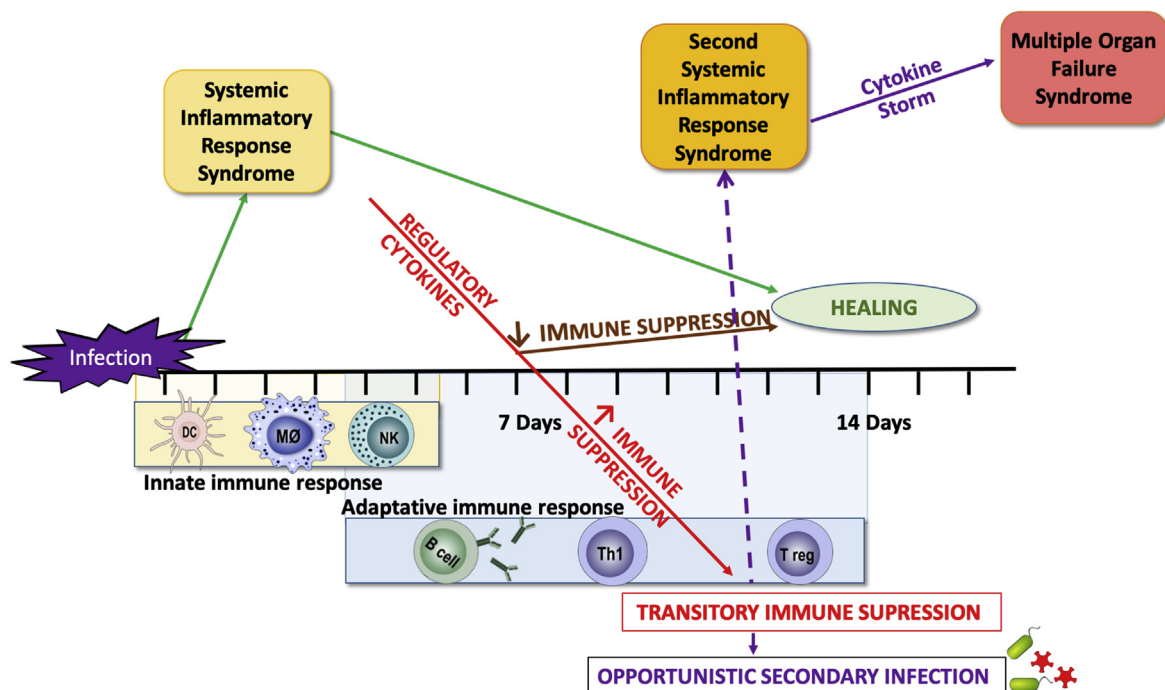 Systemic
Inflammatory
Response
Syndrome
Second
Systemic
Inflammatory
Response
Syndrome
Cytokine
Storm
Multiple Organ
Failure
Syndrome
REGULATORY
CYTOKINES
HEALING
↓ IMMUNE SUPPRESSION
Infection
7 Days
14 Days
↑ IMMUNE
SUPPRESSION
DC
MØ
NK
Innate immune response
Adaptative immune response
B cell
Th1
T reg
TRANSITORY IMMUNE SUPRESSION
OPPORTUNISTIC SECONDARY INFECTION